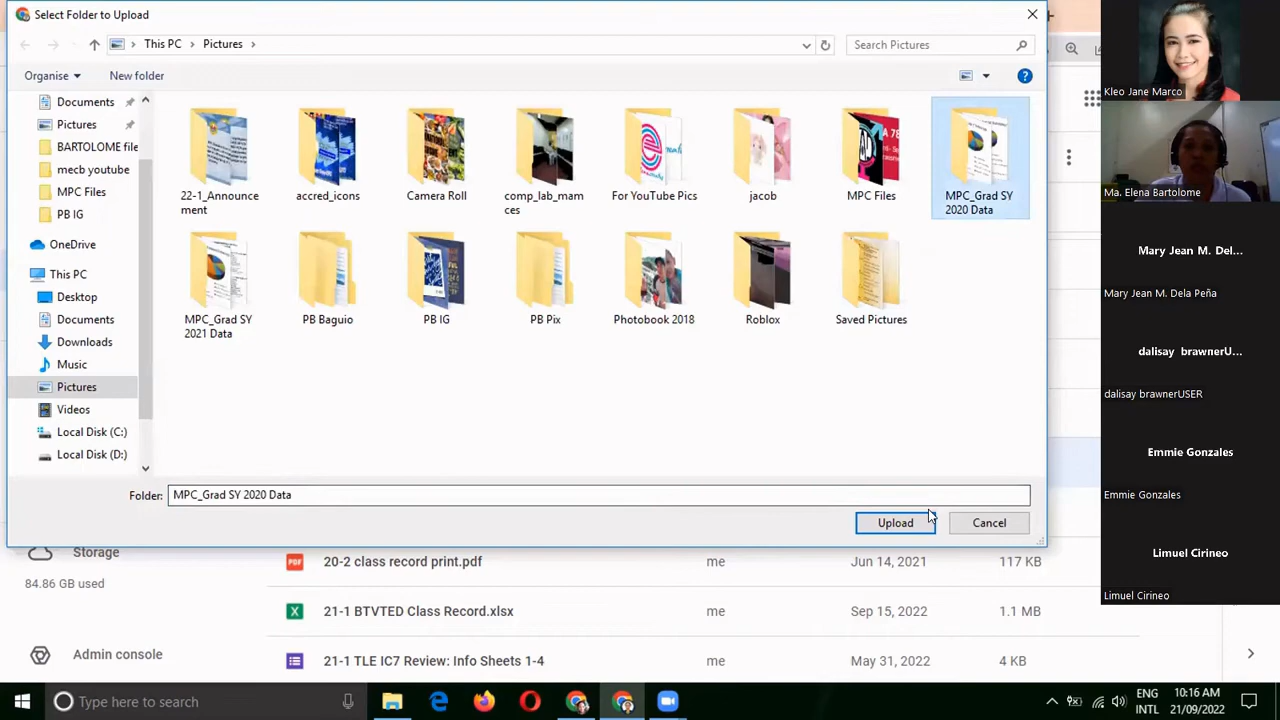 Select Folder to Upload
This PC
Pictures
Search Pictures
Organise
New folder
Documents
Pictures
BARTOLOME file
mecb youtube
MPC Files
PB IG
OneDrive
This PC
Desktop
Documents
Downloads
Music
Pictures
Videos
Local Disk (C:)
Local Disk (D:)
22-1_Announce
ment
accred_icons
Camera Roll
comp_lab_mam
ces
For YouTube Pics
jacob
MPC Files
MPC_Grad SY
2020 Data
MPC_Grad SY
2021 Data
PB Baguio
PB IG
PB Pix
Photobook 2018
Roblox
Saved Pictures
Folder:
MPC_Grad SY 2020 Data
Upload
Cancel
Storage
84.86 GB used
Admin console
PDF
20-2 class record print.pdf
me
Jun 14, 2021
117 KB
X
21-1 BTVTED Class Record.xlsx
me
Sep 15, 2022
1.1 MB
21-1 TLE IC7 Review: Info Sheets 1-4
me
May 31, 2022
4 KB
Kleo Jane Marco
Ma. Elena Bartolome
Mary Jean M. Del...
Mary Jean M. Dela Peña
dalisay brawnerU...
dalisay brawnerUSER
Emmie Gonzales
Emmie Gonzales
Limuel Cirineo
Limuel Cirineo
Type here to search
ENG
INTL
10:16 AM
21/09/2022